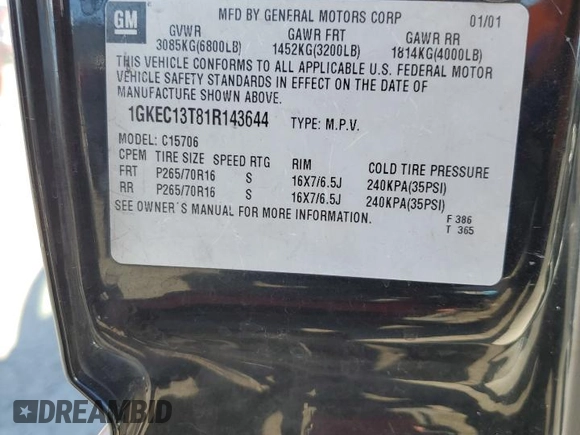 GM
MFD BY GENERAL MOTORS CORP 01/01
GVWR GAWR FRT GAWR RR
3085KG(6800LB) 1452KG(3200LB) 1814KG(4000LB)
THIS VEHICLE CONFORMS TO ALL APPLICABLE U.S. FEDERAL MOTOR
VEHICLE SAFETY STANDARDS IN EFFECT ON THE DATE OF
MANUFACTURE SHOWN ABOVE.
1GKEC13T81R143644 TYPE: M.P.V.
MODEL: C15706
CPEM TIRE SIZE SPEED RTG RIM COLD TIRE PRESSURE
FRT P265/70R16 S 16X7/6.5J 240KPA(35PSI)
RR P265/70R16 S 16X7/6.5J 240KPA(35PSI)
SEE OWNER'S MANUAL FOR MORE INFORMATION.
F 386
T 365
DREAMBID